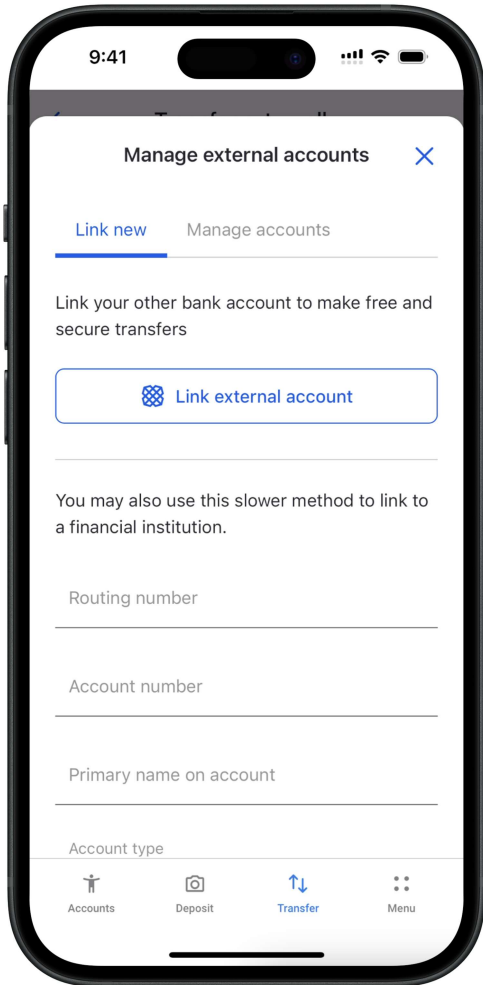 9:41
Manage external accounts
Link new
Manage accounts
Link your other bank account to make free and
secure transfers
Link external account
You may also use this slower method to link to
a financial institution.
Routing number
Account number
Primary name on account
Account type
Accounts
Deposit
Transfer
Menu